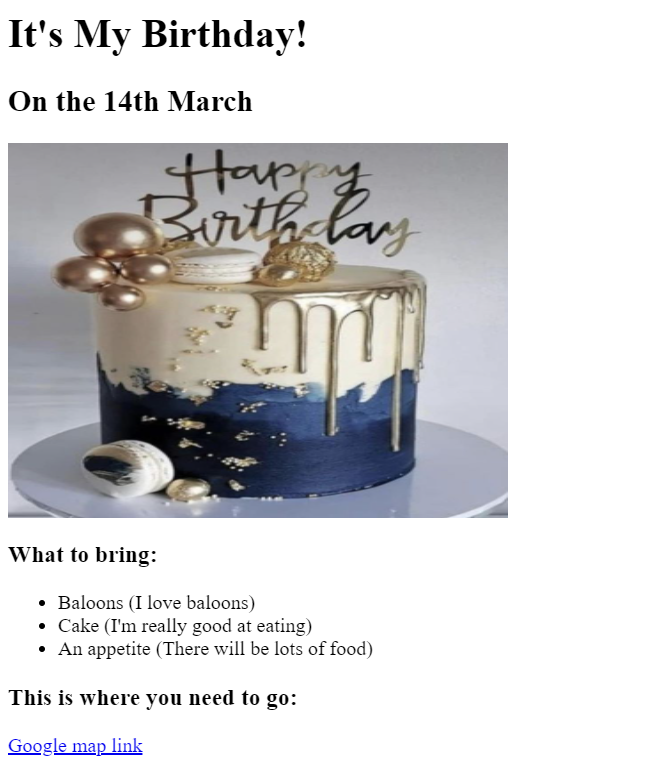 It's My Birthday!
On the 14th March
Happy
Birthday
What to bring:
Baloons (I love baloons)
Cake (I'm really good at eating)
An appetite (There will be lots of food)
This is where you need to go:
Google map link